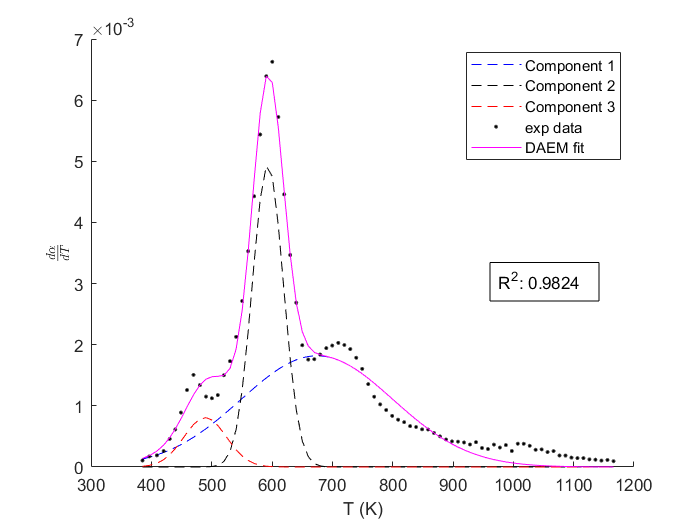 ×10⁻³
7
6
5
4
3
2
1
0
300 400 500 600 700 800 900 1000 1100 1200
T (K)
dα
dT
Component 1
Component 2
Component 3
exp data
DAEM fit
R²: 0.9824